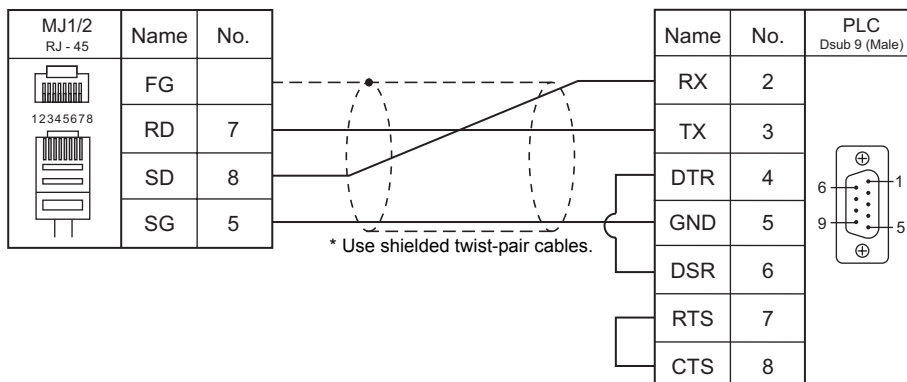 MJ1/2
RJ - 45
Name No.
12345678
FG
RD 7
SD 8
SG 5
* Use shielded twist-pair cables.
Name No.
PLC
Dsub 9 (Male)
RX 2
TX 3
DTR 4
GND 5
DSR 6
RTS 7
CTS 8
6 1
9 5